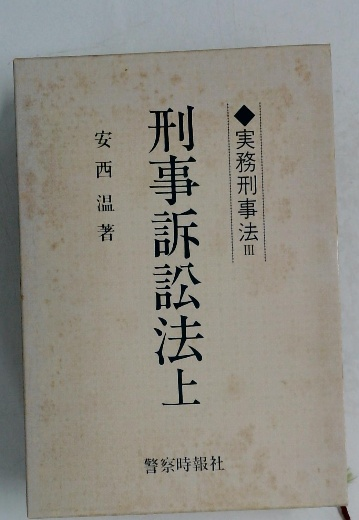 ◆実務刑事法Ⅲ
刑事訴訟法上
安西温著
警察時報社